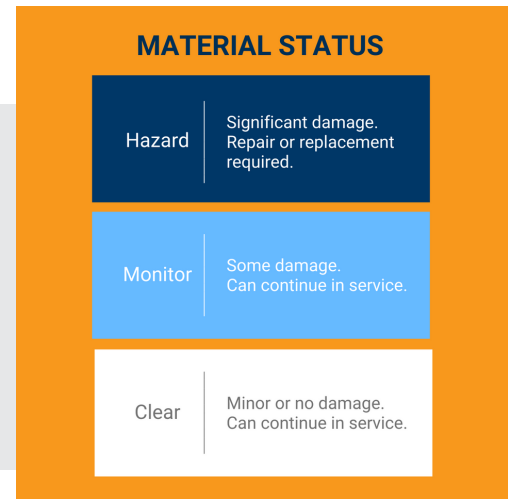 MATERIAL STATUS
Hazard
Significant damage.
Repair or replacement
required.
Monitor
Some damage.
Can continue in service.
Clear
Minor or no damage.
Can continue in service.